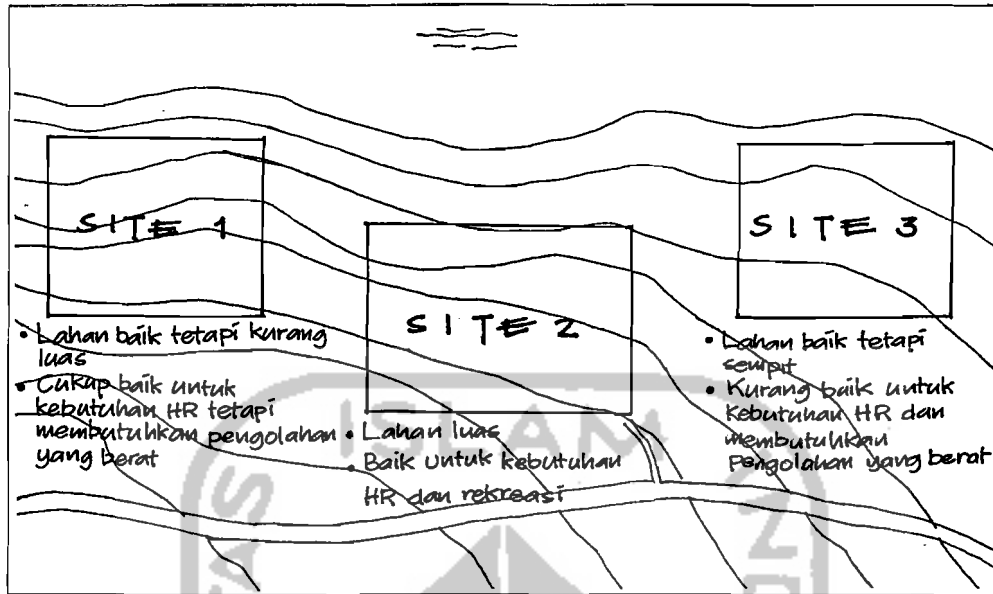 SITE 1
• Lahan baik tetapi kurang
luas
• Cukup baik untuk
kebutuhan HR tetapi
membutuhkan pengolahan
yang berat
SITE 2
• Lahan luas
• Baik untuk kebutuhan
HR dan rekreasi
SITE 3
• Lahan baik tetapi
sempit
• Kurang baik untuk
kebutuhan HR dan
membutuhkan
Pengolahan yang berat
ISLAM
TAS